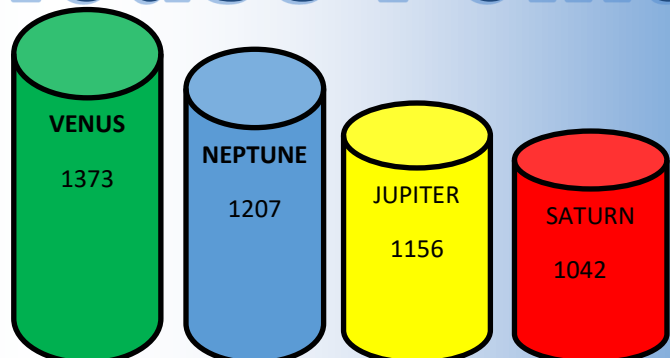 VENUS
1373
NEPTUNE
1207
JUPITER
1156
SATURN
1042